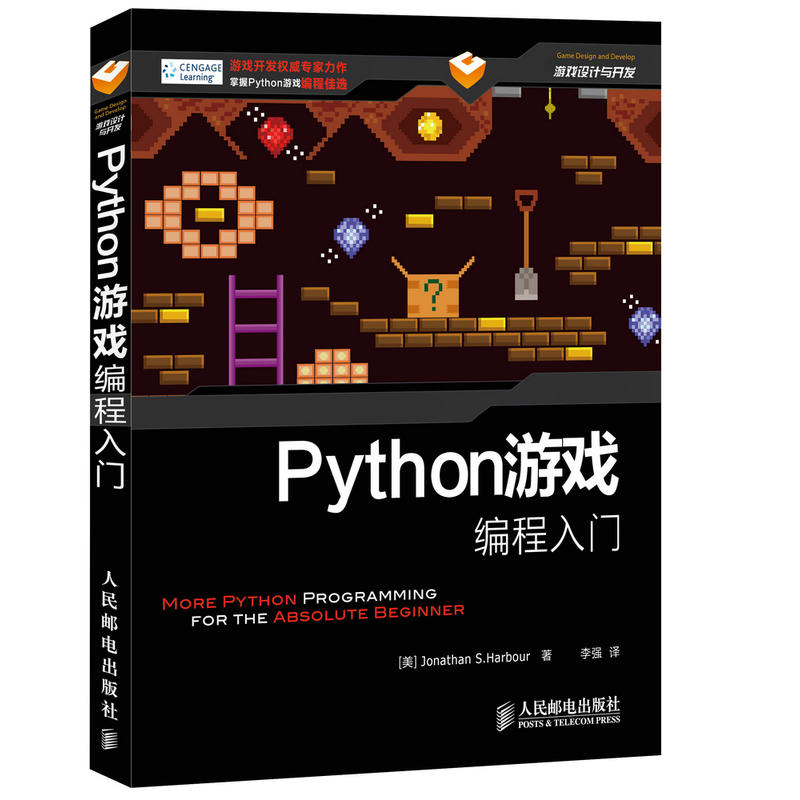 Game Design
and Develop
游戏设计
与开发
Python游戏编程入门
人民邮电出版社
CENGAGE
Learning
游戏开发权威专家力作
掌握Python游戏编程佳选
Game Design and Develop
游戏设计与开发
?
Python游戏
编程入门
MORE PYTHON PROGRAMMING
FOR THE ABSOLUTE BEGINNER
[美] Jonathan S.Harbour 著 李强 译
人民邮电出版社
POSTS & TELECOM PRESS